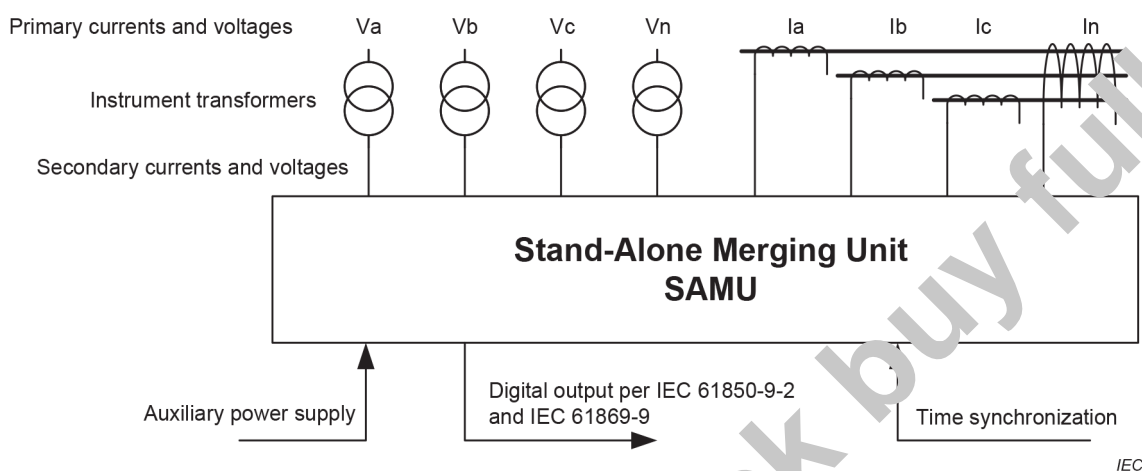 Primary currents and voltages Va Vb Vc Vn Ia Ib Ic In
Instrument transformers
Secondary currents and voltages
Stand-Alone Merging Unit
SAMU
Auxiliary power supply
Digital output per IEC 61850-9-2
and IEC 61869-9
Time synchronization
IEC
buy full